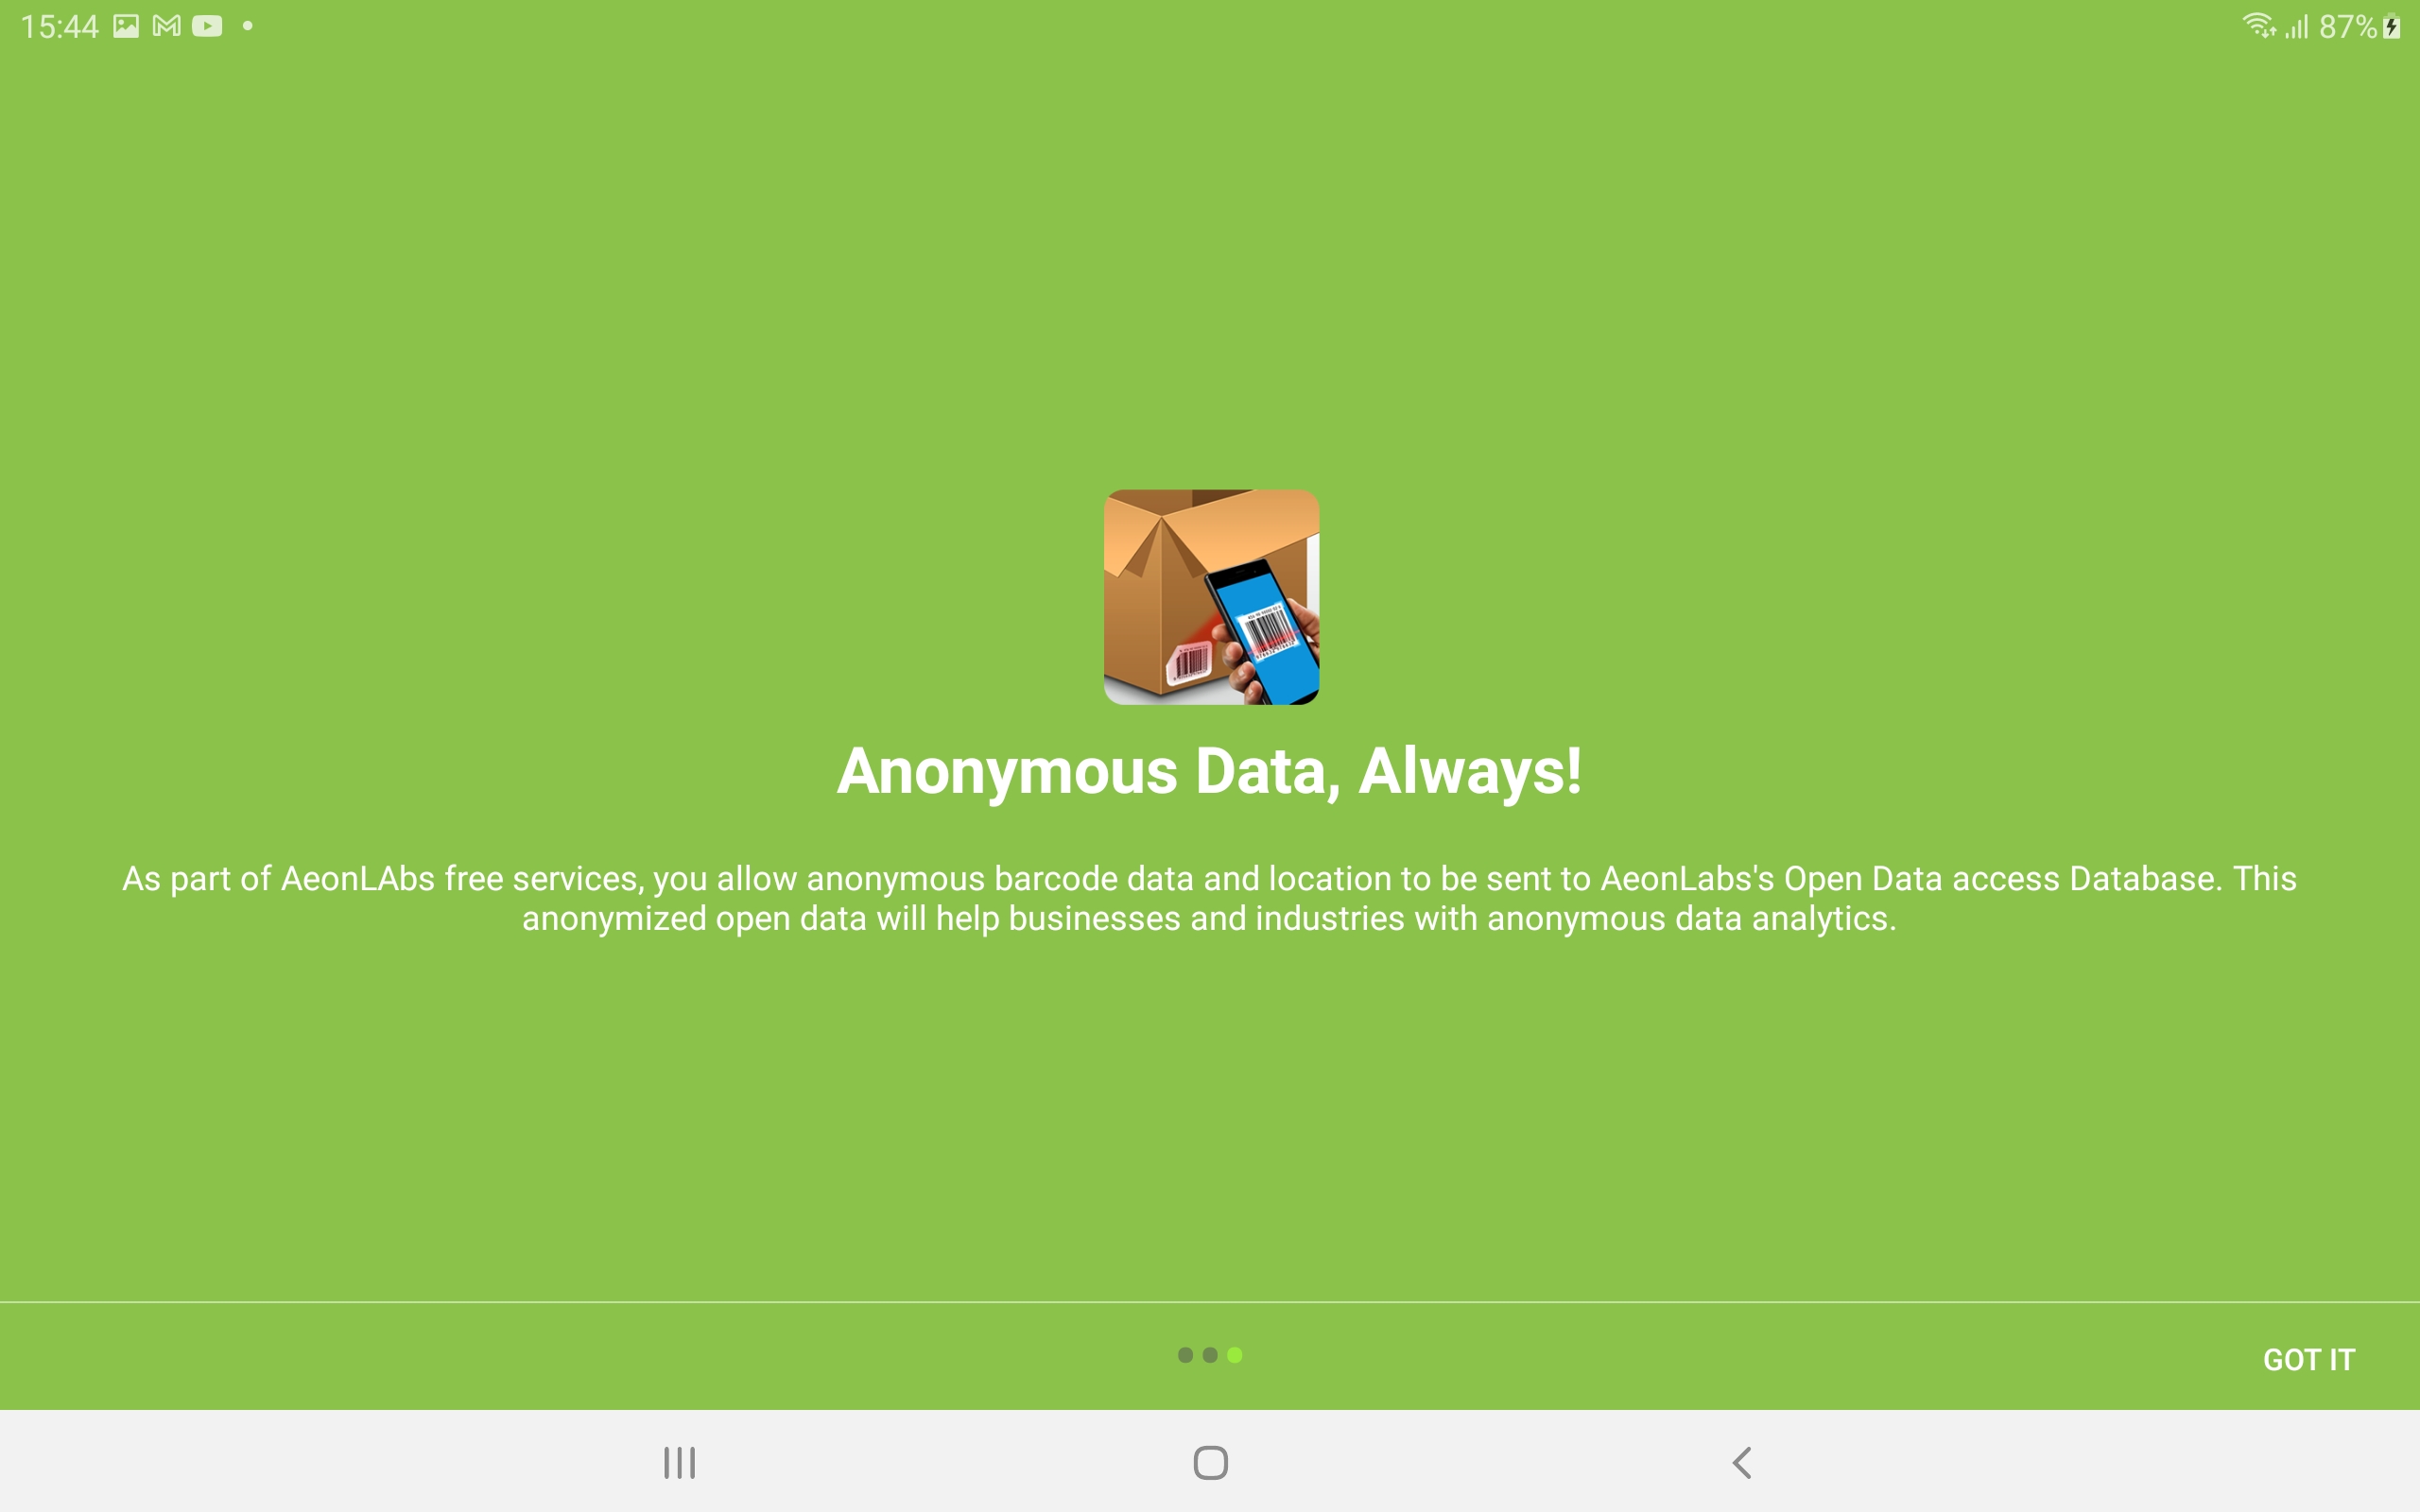 15:44
87%
Anonymous Data, Always!
As part of AeonLAbs free services, you allow anonymous barcode data and location to be sent to AeonLabs's Open Data access Database. This
anonymized open data will help businesses and industries with anonymous data analytics.
GOT IT